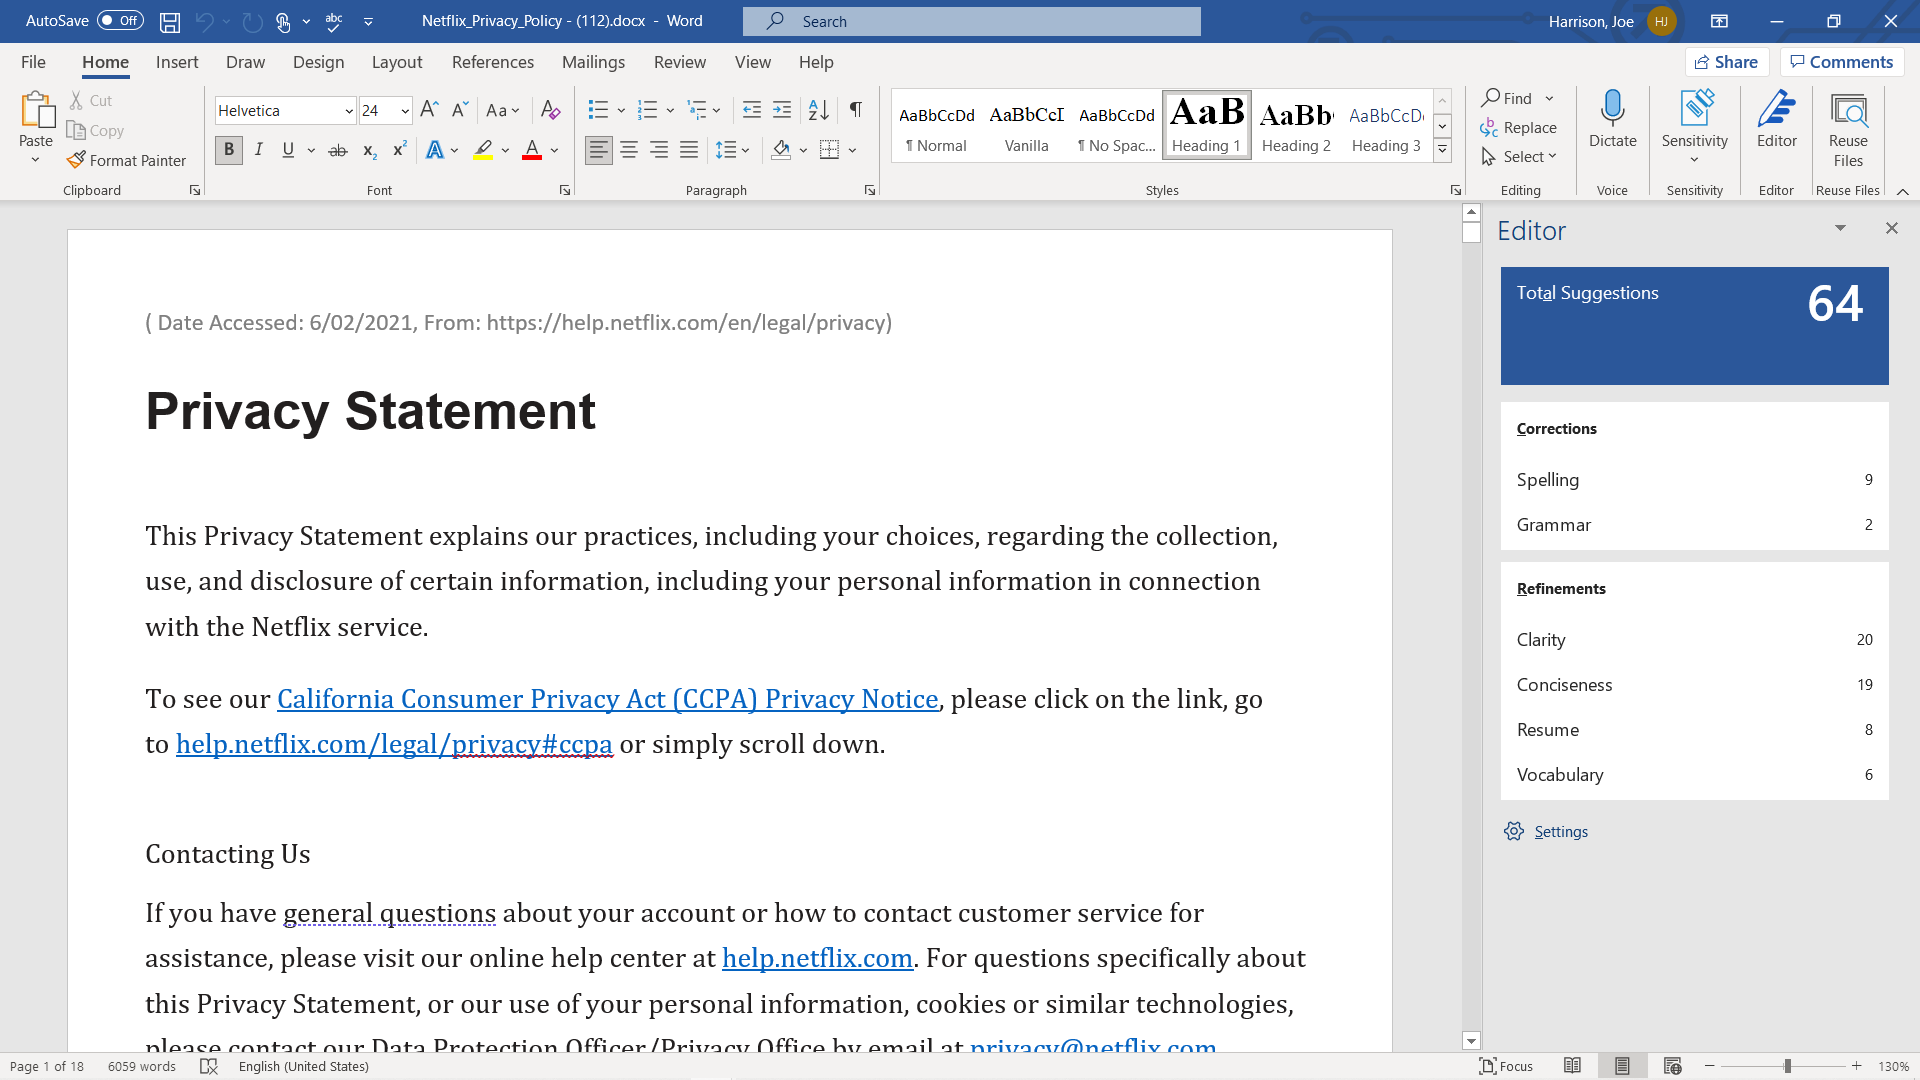 AutoSave Off Netflix_Privacy_Policy - (112).docx - Word Search Harrison, Joe HJ
File Home Insert Draw Design Layout References Mailings Review View Help Share Comments
Paste Cut Copy Format Painter
Clipboard
Helvetica 24
Font
Paragraph
AaBbCcDd AaBbCcI AaBbCcDd AaB AaBb AaBbCcD
¶ Normal Vanilla ¶ No Spac... Heading 1 Heading 2 Heading 3
Styles
Find
Replace
Select
Editing
Dictate
Voice
Sensitivity
Sensitivity
Editor
Editor
Reuse
Files
Reuse Files
( Date Accessed: 6/02/2021, From: https://help.netflix.com/en/legal/privacy)
Privacy Statement
This Privacy Statement explains our practices, including your choices, regarding the collection,
use, and disclosure of certain information, including your personal information in connection
with the Netflix service.
To see our California Consumer Privacy Act (CCPA) Privacy Notice, please click on the link, go
to help.netflix.com/legal/privacy#ccpa or simply scroll down.
Contacting Us
If you have general questions about your account or how to contact customer service for
assistance, please visit our online help center at help.netflix.com. For questions specifically about
this Privacy Statement, or our use of your personal information, cookies or similar technologies,
please contact our Data Protection Officer/Privacy Office by email at privacy@netflix.com
Editor
Total Suggestions 64
Corrections
Spelling 9
Grammar 2
Refinements
Clarity 20
Conciseness 19
Resume 8
Vocabulary 6
Settings
Page 1 of 18 6059 words English (United States) Focus 130%